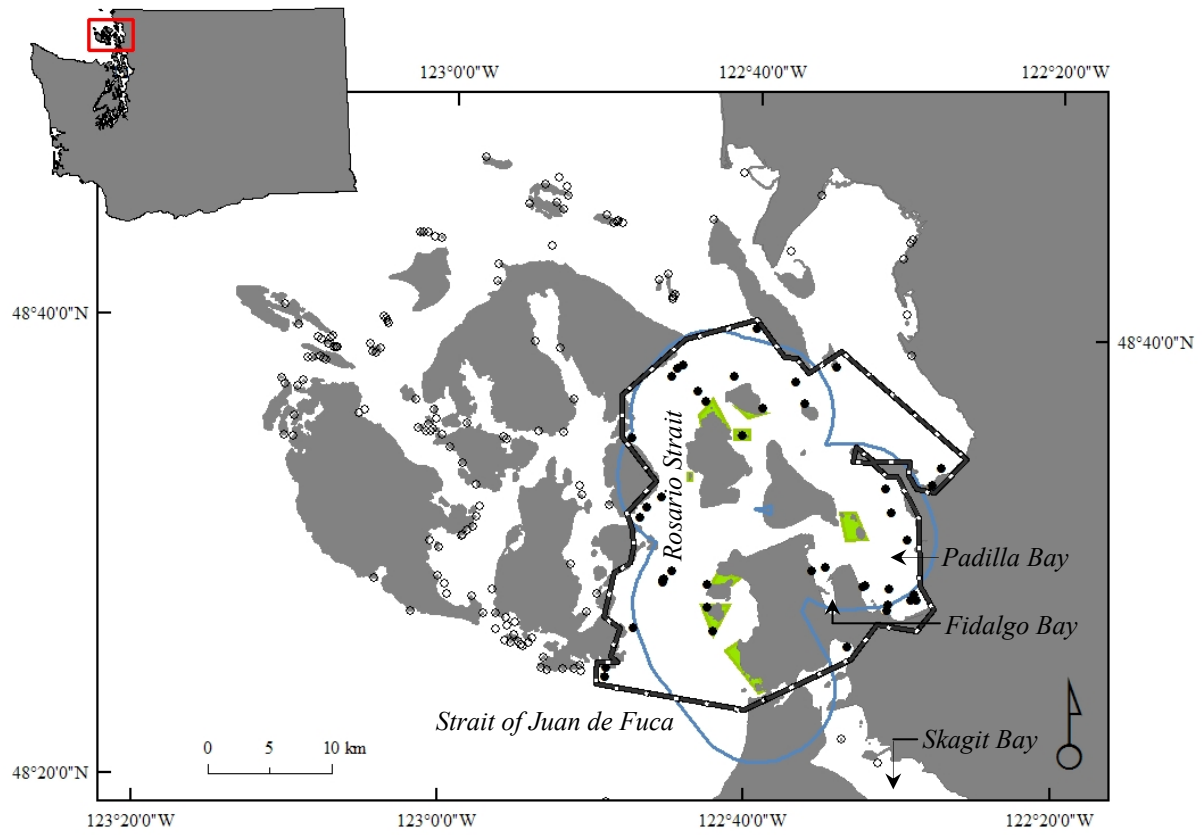 123°0'0"W
122°40'0"W
122°20'0"W
48°40'0"N
48°40'0"N
Rosario Strait
Padilla Bay
Fidalgo Bay
Strait of Juan de Fuca
Skagit Bay
0 5 10 km
48°20'0"N
123°20'0"W
123°0'0"W
122°40'0"W
122°20'0"W